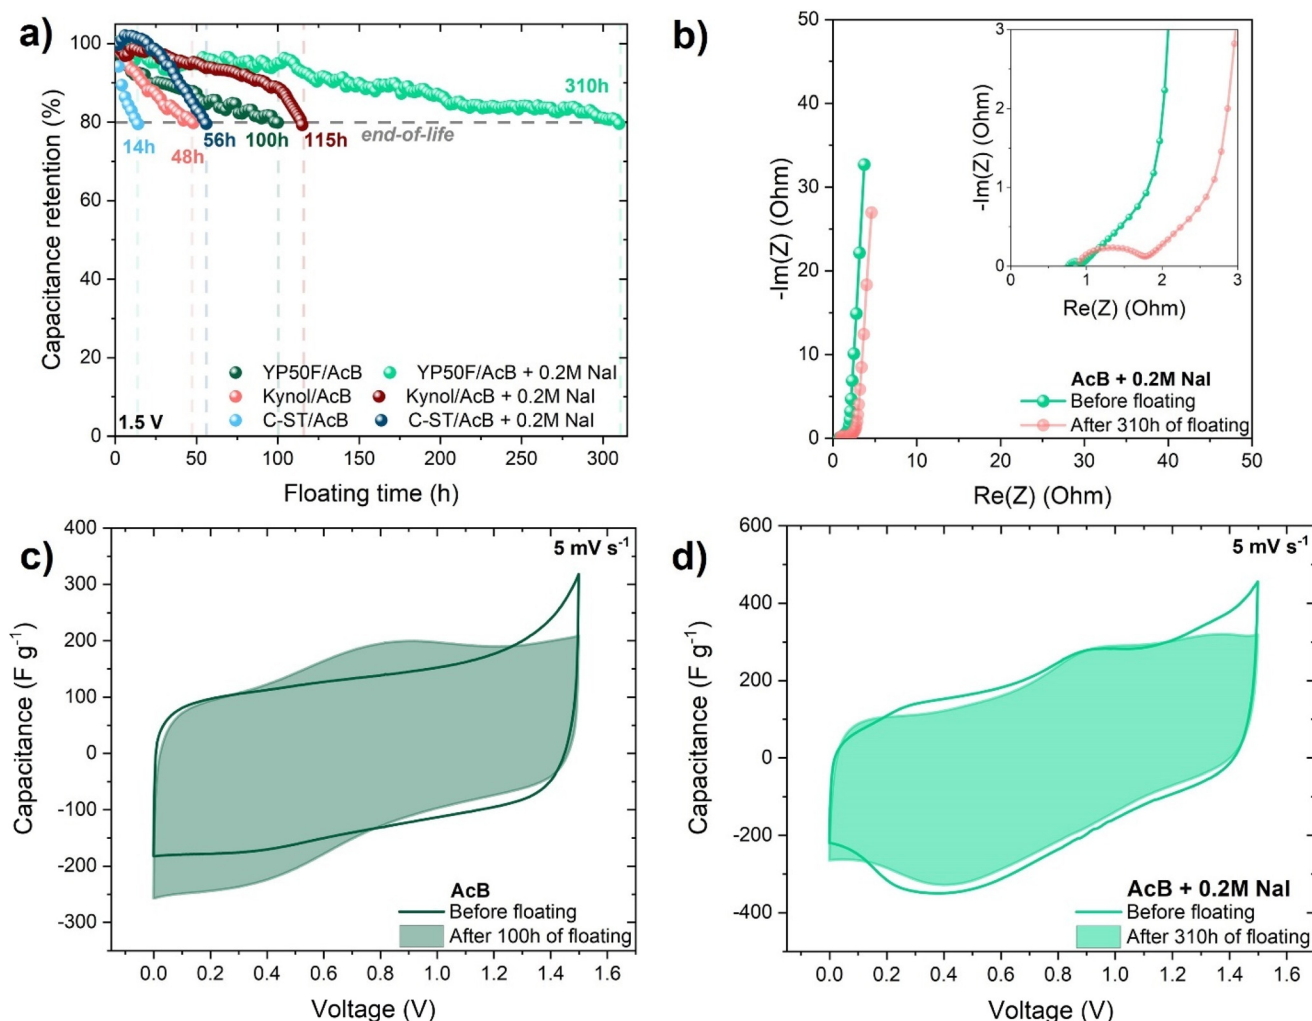 a)
Capacitance retention (%)
100
80
60
40
20
0
310h
end-of-life
14h
48h
56h
100h
115h
YP50F/AcB
YP50F/AcB + 0.2M NaI
Kynol/AcB
Kynol/AcB + 0.2M NaI
C-ST/AcB
C-ST/AcB + 0.2M NaI
1.5 V
0 50 100 150 200 250 300
Floating time (h)
b)
-Im(Z) (Ohm)
50
40
30
20
10
0
-Im(Z) (Ohm)
3
2
1
0
0 1 2 3
Re(Z) (Ohm)
AcB + 0.2M NaI
Before floating
After 310h of floating
0 10 20 30 40 50
Re(Z) (Ohm)
c)
Capacitance (F g⁻¹)
400
300
200
100
0
-100
-200
-300
5 mV s⁻¹
AcB
Before floating
After 100h of floating
0.0 0.2 0.4 0.6 0.8 1.0 1.2 1.4 1.6
Voltage (V)
d)
Capacitance (F g⁻¹)
600
400
200
0
-200
-400
5 mV s⁻¹
AcB + 0.2M NaI
Before floating
After 310h of floating
0.0 0.2 0.4 0.6 0.8 1.0 1.2 1.4 1.6
Voltage (V)